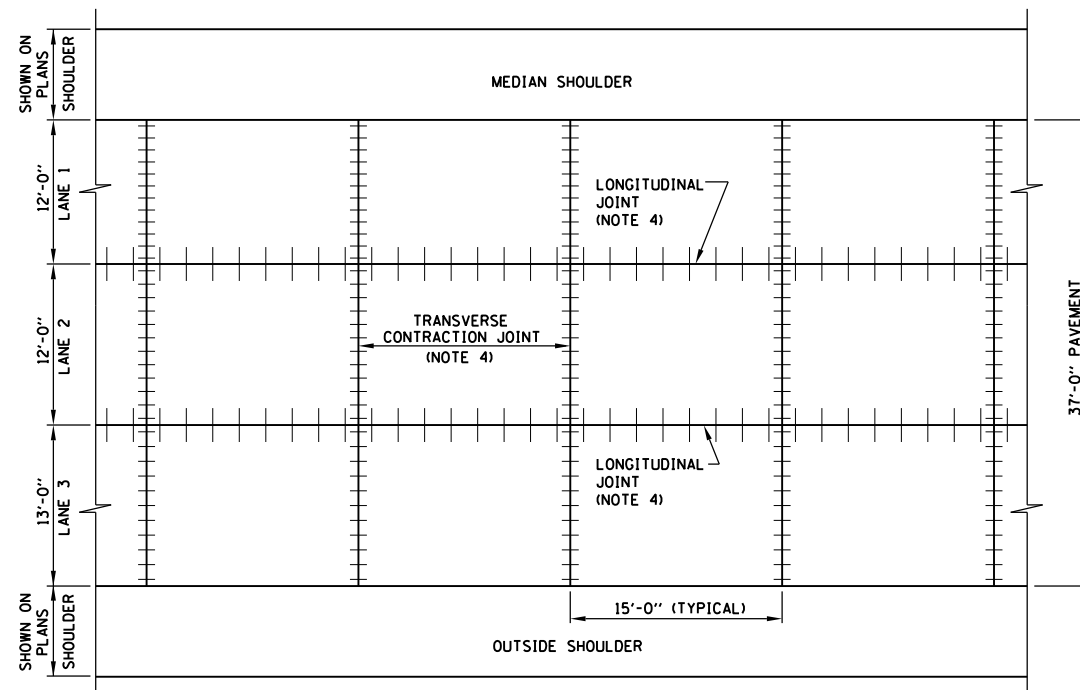 SHOWN ON
PLANS
SHOULDER
MEDIAN SHOULDER
12'-0"
LANE 1
LONGITUDINAL
JOINT
(NOTE 4)
12'-0"
LANE 2
TRANSVERSE
CONTRACTION JOINT
(NOTE 4)
37'-0" PAVEMENT
13'-0"
LANE 3
LONGITUDINAL
JOINT
(NOTE 4)
15'-0" (TYPICAL)
SHOWN ON
PLANS
SHOULDER
OUTSIDE SHOULDER